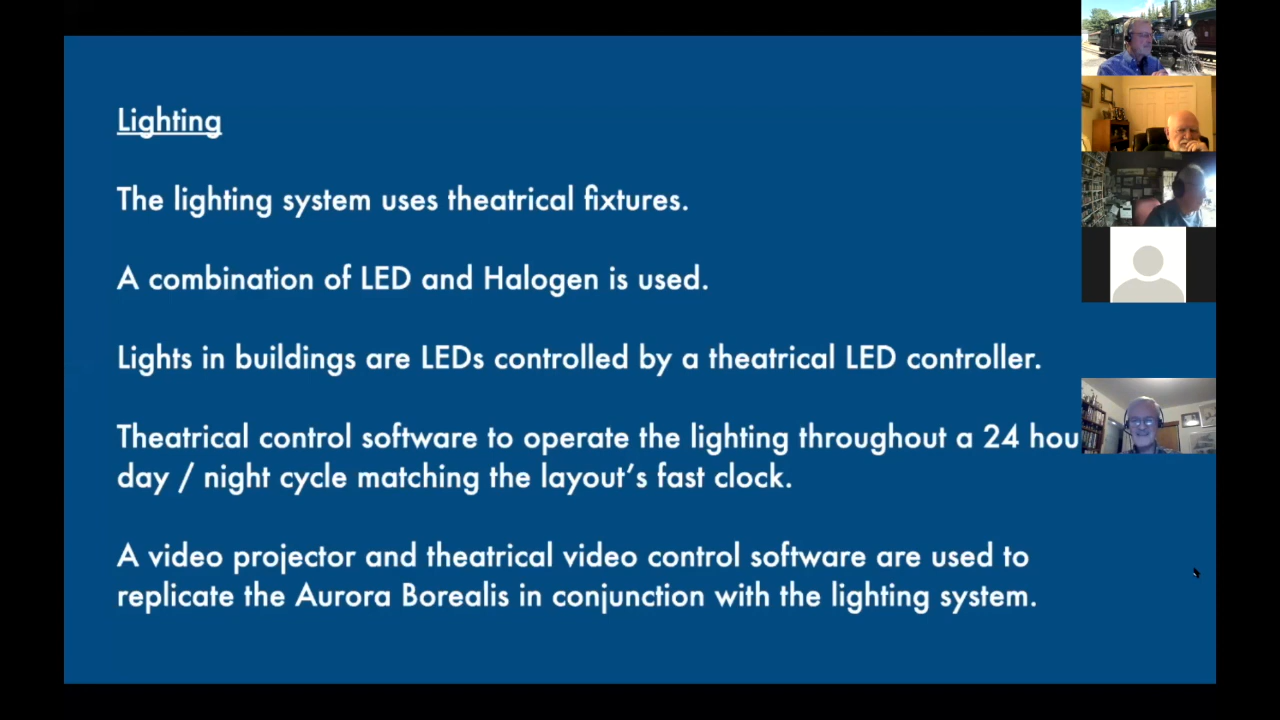 Lighting
The lighting system uses theatrical fixtures.
A combination of LED and Halogen is used.
Lights in buildings are LEDs controlled by a theatrical LED controller.
Theatrical control software to operate the lighting throughout a 24 hou
day / night cycle matching the layout’s fast clock.
A video projector and theatrical video control software are used to
replicate the Aurora Borealis in conjunction with the lighting system.